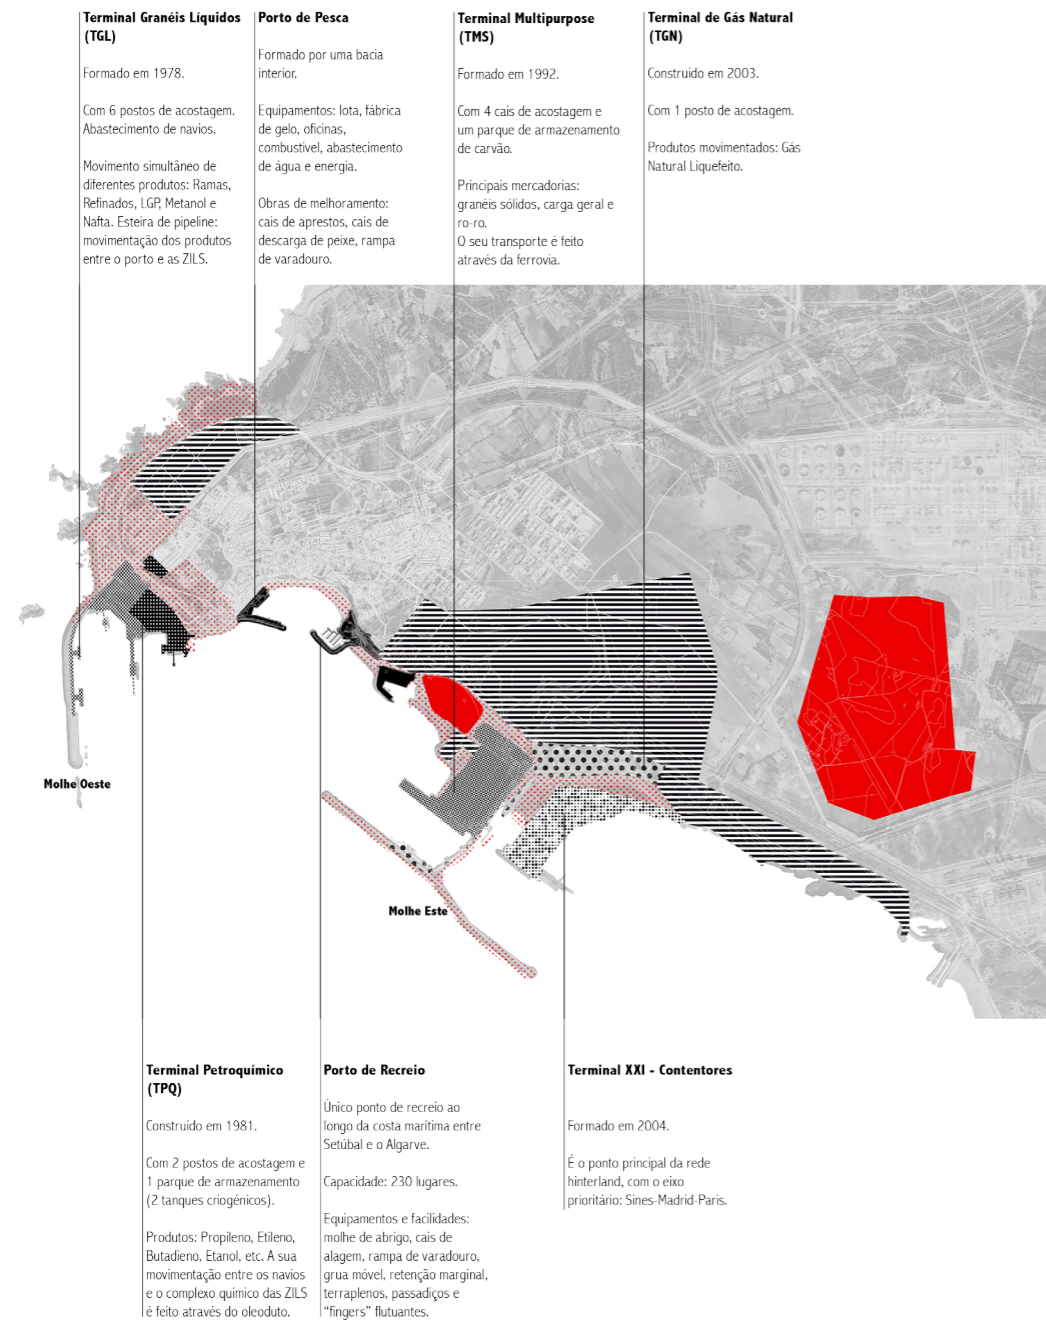 Terminal Granéis Líquidos
(TGL)
Formado em 1978.
Com 6 postos de acostagem.
Abastecimento de navios.
Movimento simultâneo de
diferentes produtos: Ramas,
Refinados, LGP, Metanol e
Nafta. Esteira de pipeline:
movimentação dos produtos
entre o porto e as ZILS.
Porto de Pesca
Formado por uma bacia
interior.
Equipamentos: lota, fábrica
de gelo, oficinas,
combustível, abastecimento
de água e energia.
Obras de melhoramento:
cais de aprestos, cais de
descarga de peixe, rampa
de varadouro.
Terminal Multipurpose
(TMS)
Formado em 1992.
Com 4 cais de acostagem e
um parque de armazenamento
de carvão.
Principais mercadorias:
granéis sólidos, carga geral e
ro-ro.
O seu transporte é feito
através da ferrovia.
Terminal de Gás Natural
(TGN)
Construído em 2003.
Com 1 posto de acostagem.
Produtos movimentados: Gás
Natural Liquefeito.
Molhe Oeste
Molhe Este
Terminal Petroquímico
(TPQ)
Construído em 1981.
Com 2 postos de acostagem e
1 parque de armazenamento
(2 tanques criogénicos).
Produtos: Propileno, Etileno,
Butadieno, Etanol, etc. A sua
movimentação entre os navios
e o complexo químico das ZILS
é feito através do oleoduto.
Porto de Recreio
Único ponto de recreio ao
longo da costa marítima entre
Setúbal e o Algarve.
Capacidade: 230 lugares.
Equipamentos e facilidades:
molhe de abrigo, cais de
alagem, rampa de varadouro,
grua móvel, retenção marginal,
terraplenos, passadiços e
“fingers” flutuantes.
Terminal XXI - Contentores
Formado em 2004.
É o ponto principal da rede
hinterland, com o eixo
prioritário: Sines-Madrid-Paris.